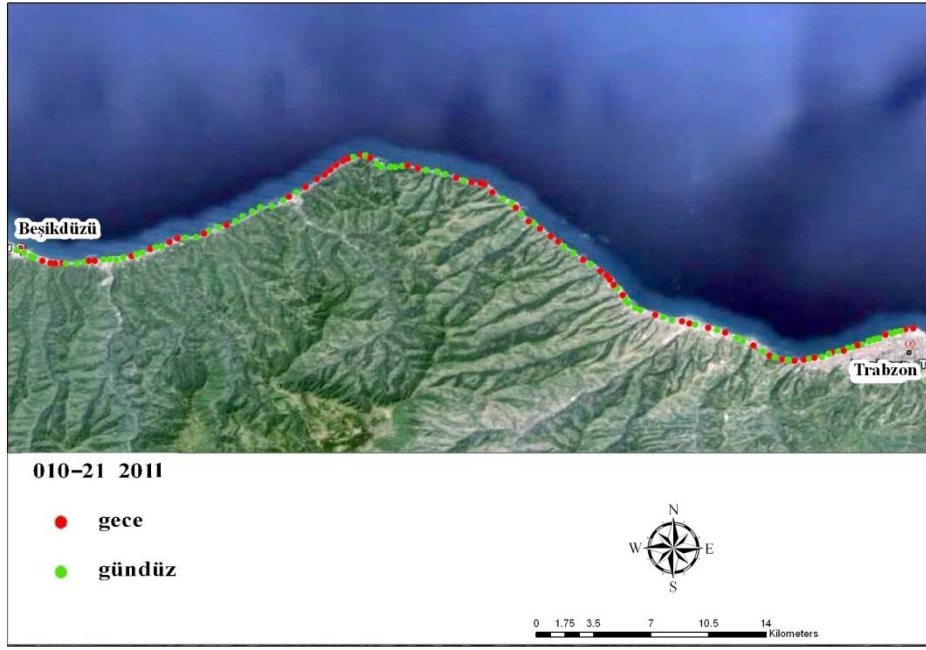 Beşikdüzü
Trabzon
010-21 2011
gece
gündüz
N
W E
S
0 1.75 3.5 7 10.5 14
Kilometers